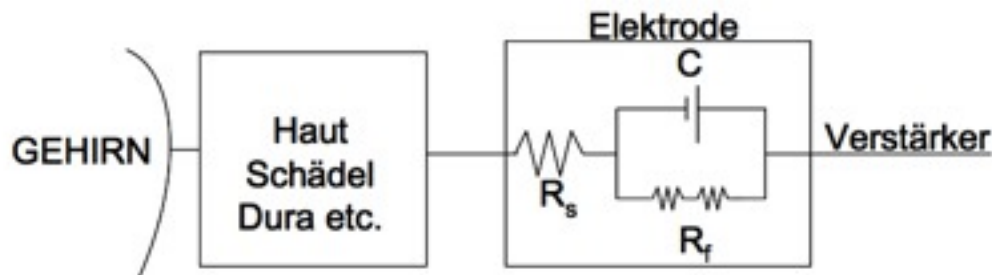 Elektrode
C
GEHIRN
Haut
Schädel
Dura etc.
Rs
Rf
Verstärker